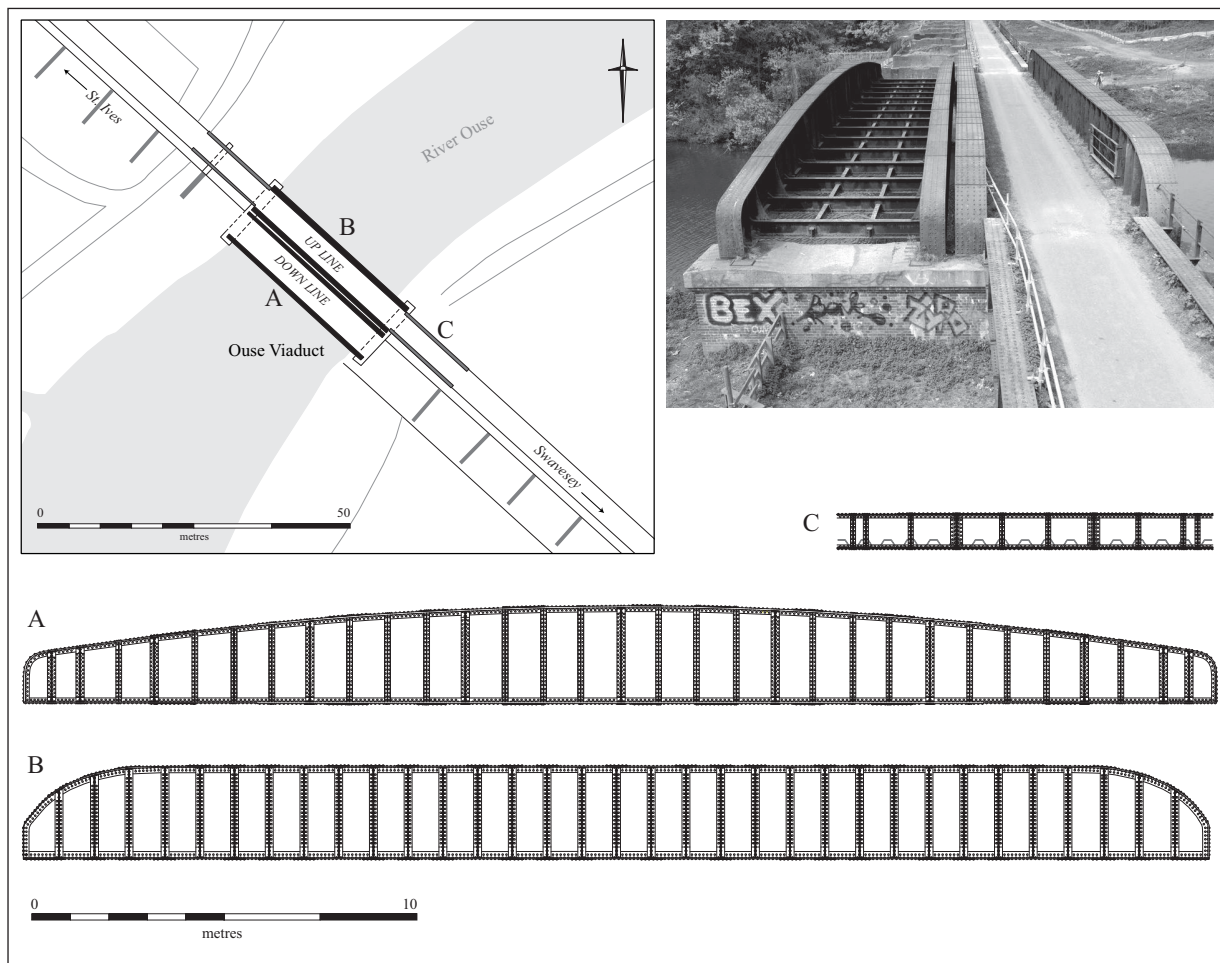 St. Ives
River Ouse
B
UP LINE
DOWN LINE
A
C
Ouse Viaduct
Swavesey
0 50
metres
BEX
C
A
B
0 10
metres